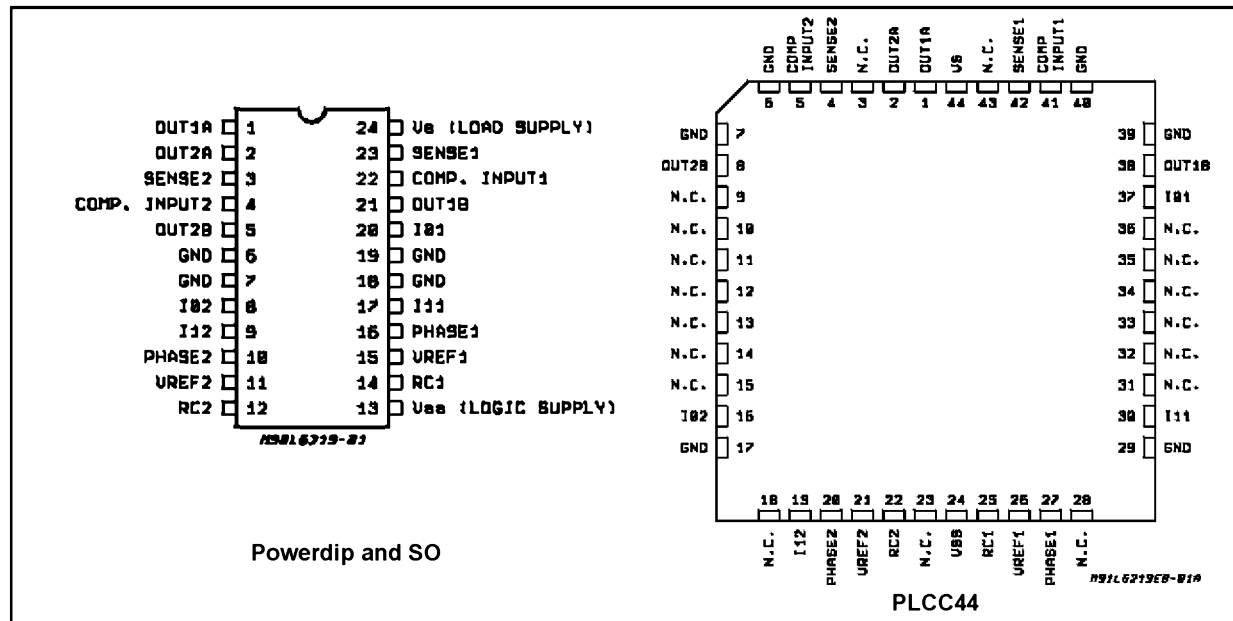 OUT1A 1 24 Vs (LOAD SUPPLY)
OUT2A 2 23 SENSE1
SENSE2 3 22 COMP. INPUT1
COMP. INPUT2 4 21 OUT1B
OUT2B 5 20 I01
GND 6 19 GND
GND 7 18 GND
I02 8 17 I11
I12 9 16 PHASE1
PHASE2 10 15 VREF1
VREF2 11 14 RC1
RC2 12 13 Vss (LOGIC SUPPLY)
M90L6219-01
Powerdip and SO
GND
COMP
INPUT2
SENSE2
N.C.
OUT2A
OUT1A
VS
N.C.
SENSE1
COMP
INPUT1
GND
6 5 4 3 2 1 44 43 42 41 40
GND 7 39 GND
OUT2B 8 38 OUT1B
N.C. 9 37 I01
N.C. 10 36 N.C.
N.C. 11 35 N.C.
N.C. 12 34 N.C.
N.C. 13 33 N.C.
N.C. 14 32 N.C.
N.C. 15 31 N.C.
I02 16 30 I11
GND 17 29 GND
18 19 20 21 22 23 24 25 26 27 28
N.C.
I12
PHASE2
VREF2
RC2
N.C.
VSS
RC1
VREF1
PHASE1
N.C.
M91L6219EB-01A
PLCC44